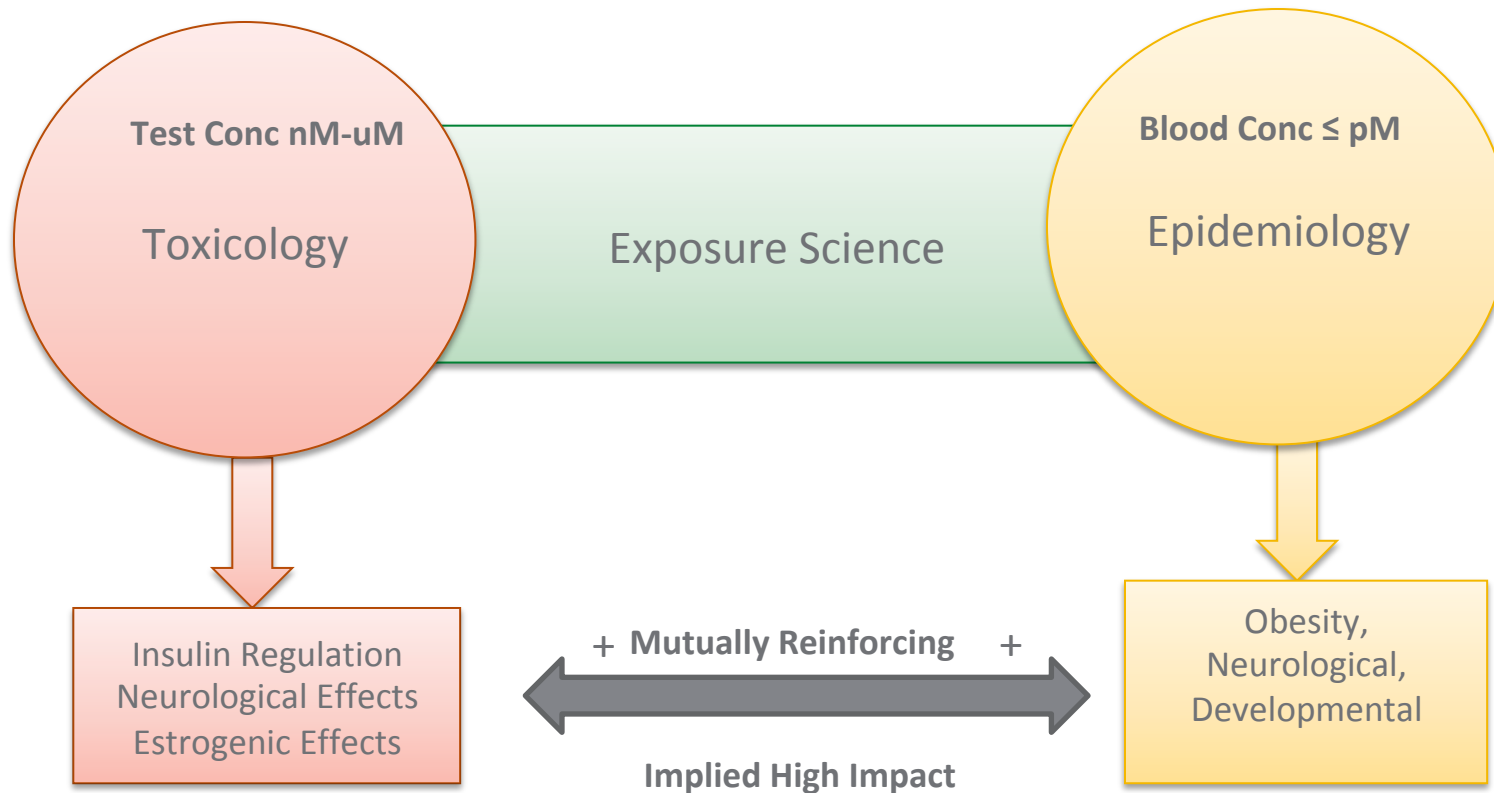 Test Conc nM-uM
Toxicology
Exposure Science
Blood Conc ≤ pM
Epidemiology
Insulin Regulation
Neurological Effects
Estrogenic Effects
+ Mutually Reinforcing +
Implied High Impact
Obesity,
Neurological,
Developmental